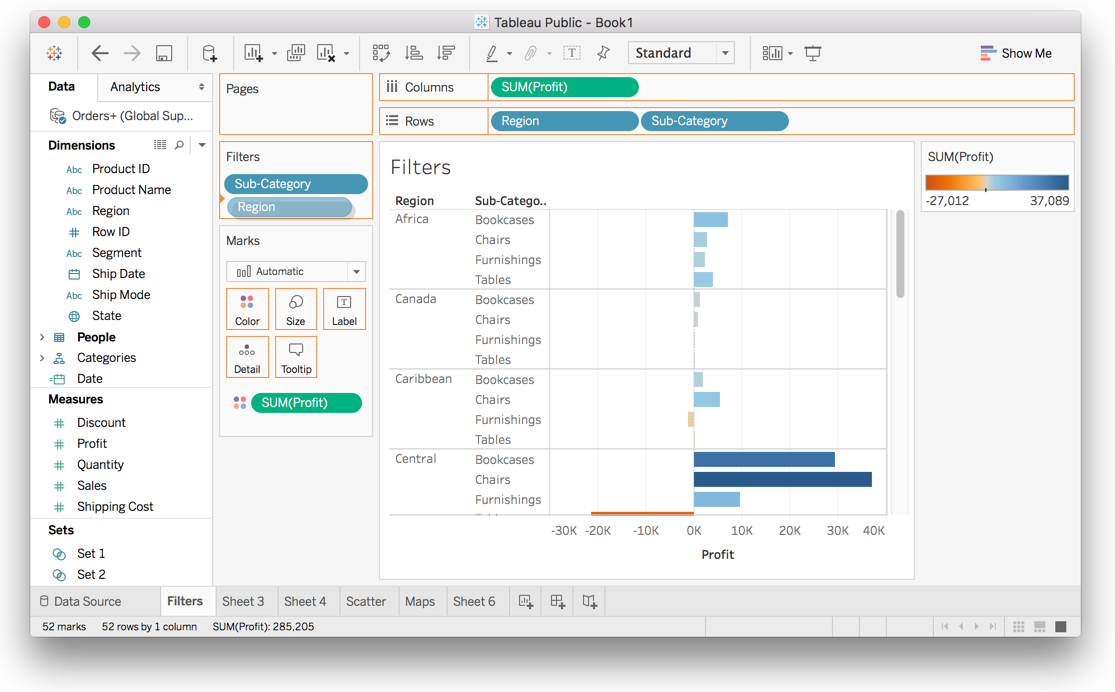 Tableau Public - Book1
Standard
Show Me
Data
Analytics
Orders+ (Global Sup...
Dimensions
Abc Product ID
Abc Product Name
Abc Region
# Row ID
Abc Segment
Ship Date
Abc Ship Mode
State
People
Categories
Date
Measures
# Discount
# Profit
# Quantity
# Sales
# Shipping Cost
Sets
Set 1
Set 2
Pages
Filters
Sub-Category
Region
Marks
Automatic
Color
Size
T
Label
Detail
Tooltip
SUM(Profit)
Columns
SUM(Profit)
Rows
Region
Sub-Category
Filters
Region
Sub-Catego..
Africa
Bookcases
Chairs
Furnishings
Tables
Canada
Bookcases
Chairs
Furnishings
Tables
Caribbean
Bookcases
Chairs
Furnishings
Tables
Central
Bookcases
Chairs
Furnishings
-30K -20K -10K 0K 10K 20K 30K 40K
Profit
SUM(Profit)
-27,012 37,089
Data Source
Filters
Sheet 3
Sheet 4
Scatter
Maps
Sheet 6
52 marks 52 rows by 1 column SUM(Profit): 285,205